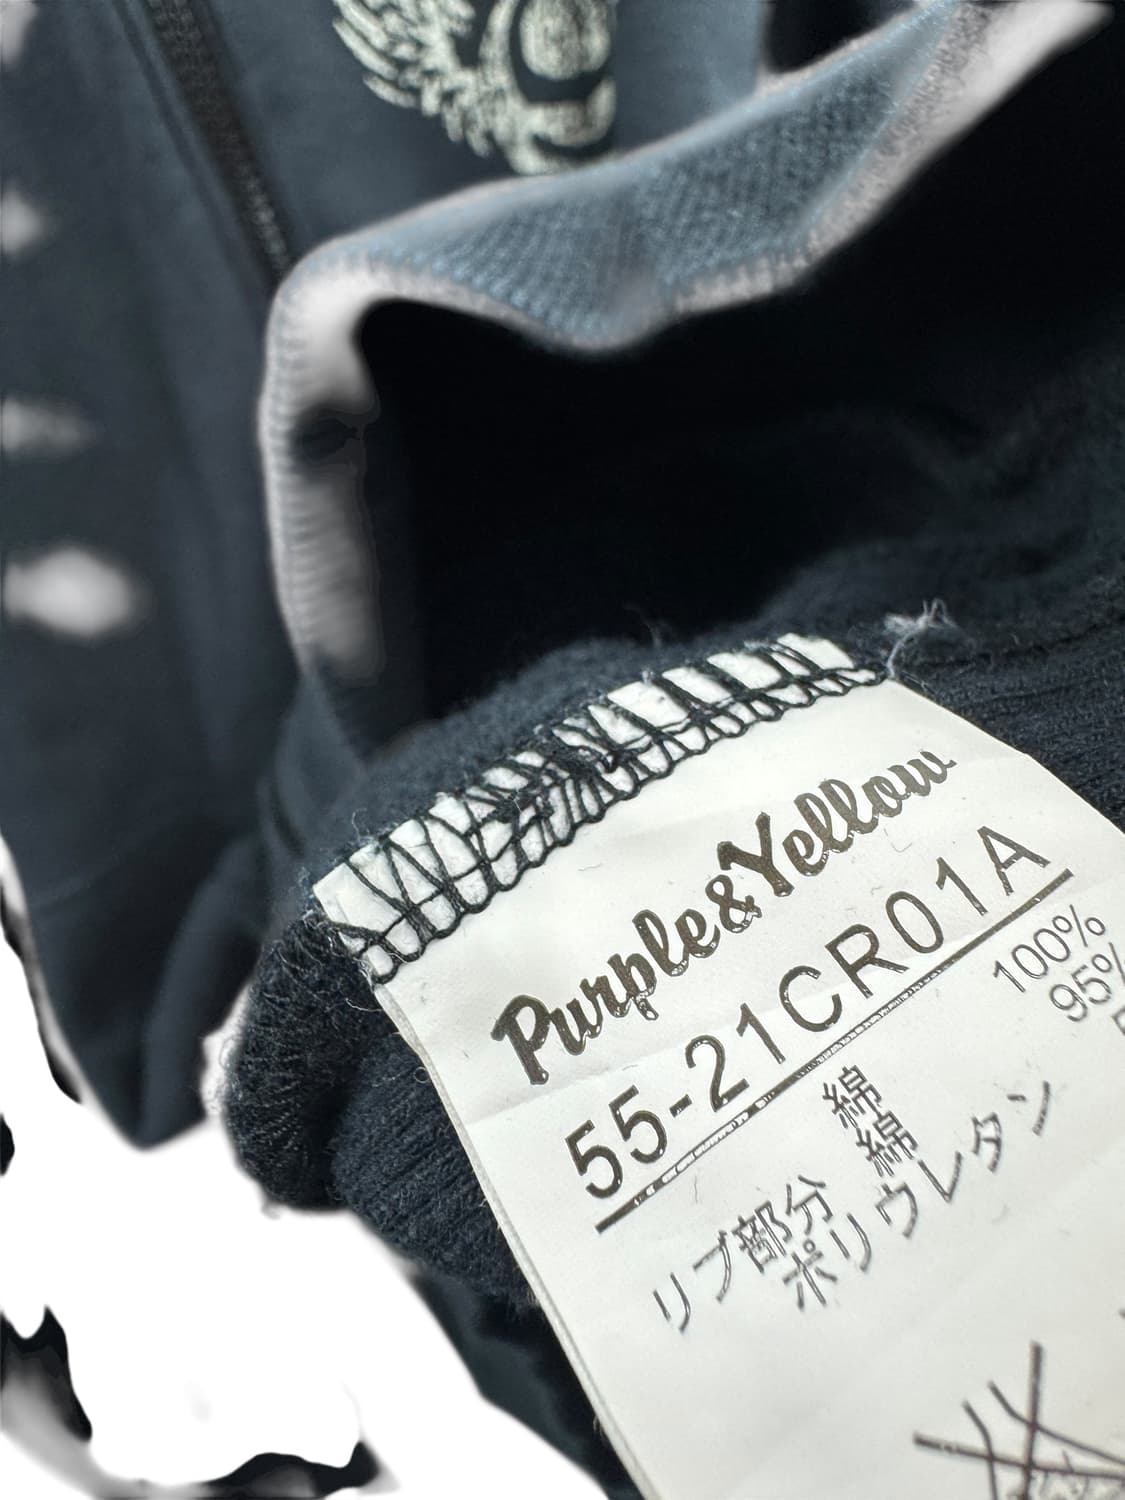 Purple&Yellow
55-21CR01A
綿 100%
リブ部分 綿 95%
ポリウレタン